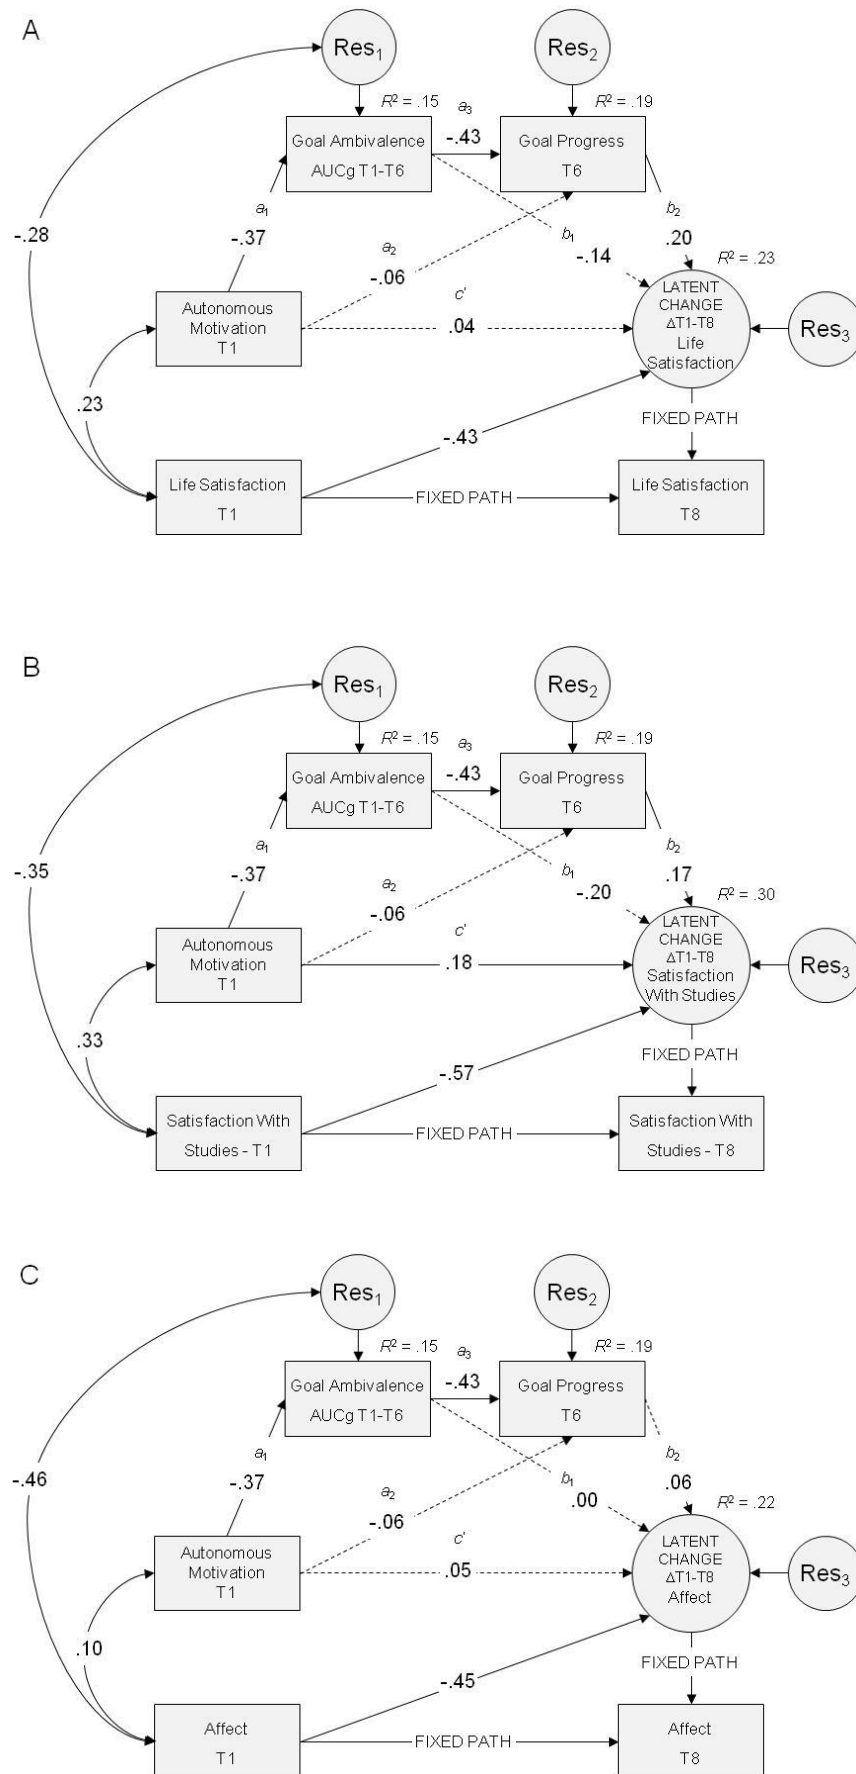 A
Res₁
Res₂
R² = .15
a₃
R² = .19
Goal Ambivalence
AUCg T1-T6
-.43
Goal Progress
T6
a₁
b₂
-.28
-.37
a₂
b₁
.20
-.06
-.14
R² = .23
Autonomous
Motivation
T1
c'
.04
LATENT
CHANGE
ΔT1-T8
Life
Satisfaction
Res₃
.23
-.43
FIXED PATH
Life Satisfaction
T1
FIXED PATH
Life Satisfaction
T8
B
Res₁
Res₂
R² = .15
a₃
R² = .19
Goal Ambivalence
AUCg T1-T6
-.43
Goal Progress
T6
a₁
b₂
-.35
-.37
a₂
b₁
.17
-.06
-.20
R² = .30
Autonomous
Motivation
T1
c'
.18
LATENT
CHANGE
ΔT1-T8
Satisfaction
With Studies
Res₃
.33
-.57
FIXED PATH
Satisfaction With
Studies - T1
FIXED PATH
Satisfaction With
Studies - T8
C
Res₁
Res₂
R² = .15
a₃
R² = .19
Goal Ambivalence
AUCg T1-T6
-.43
Goal Progress
T6
a₁
b₂
-.46
-.37
a₂
b₁
.06
-.06
.00
R² = .22
Autonomous
Motivation
T1
c'
.05
LATENT
CHANGE
ΔT1-T8
Affect
Res₃
.10
-.45
FIXED PATH
Affect
T1
FIXED PATH
Affect
T8